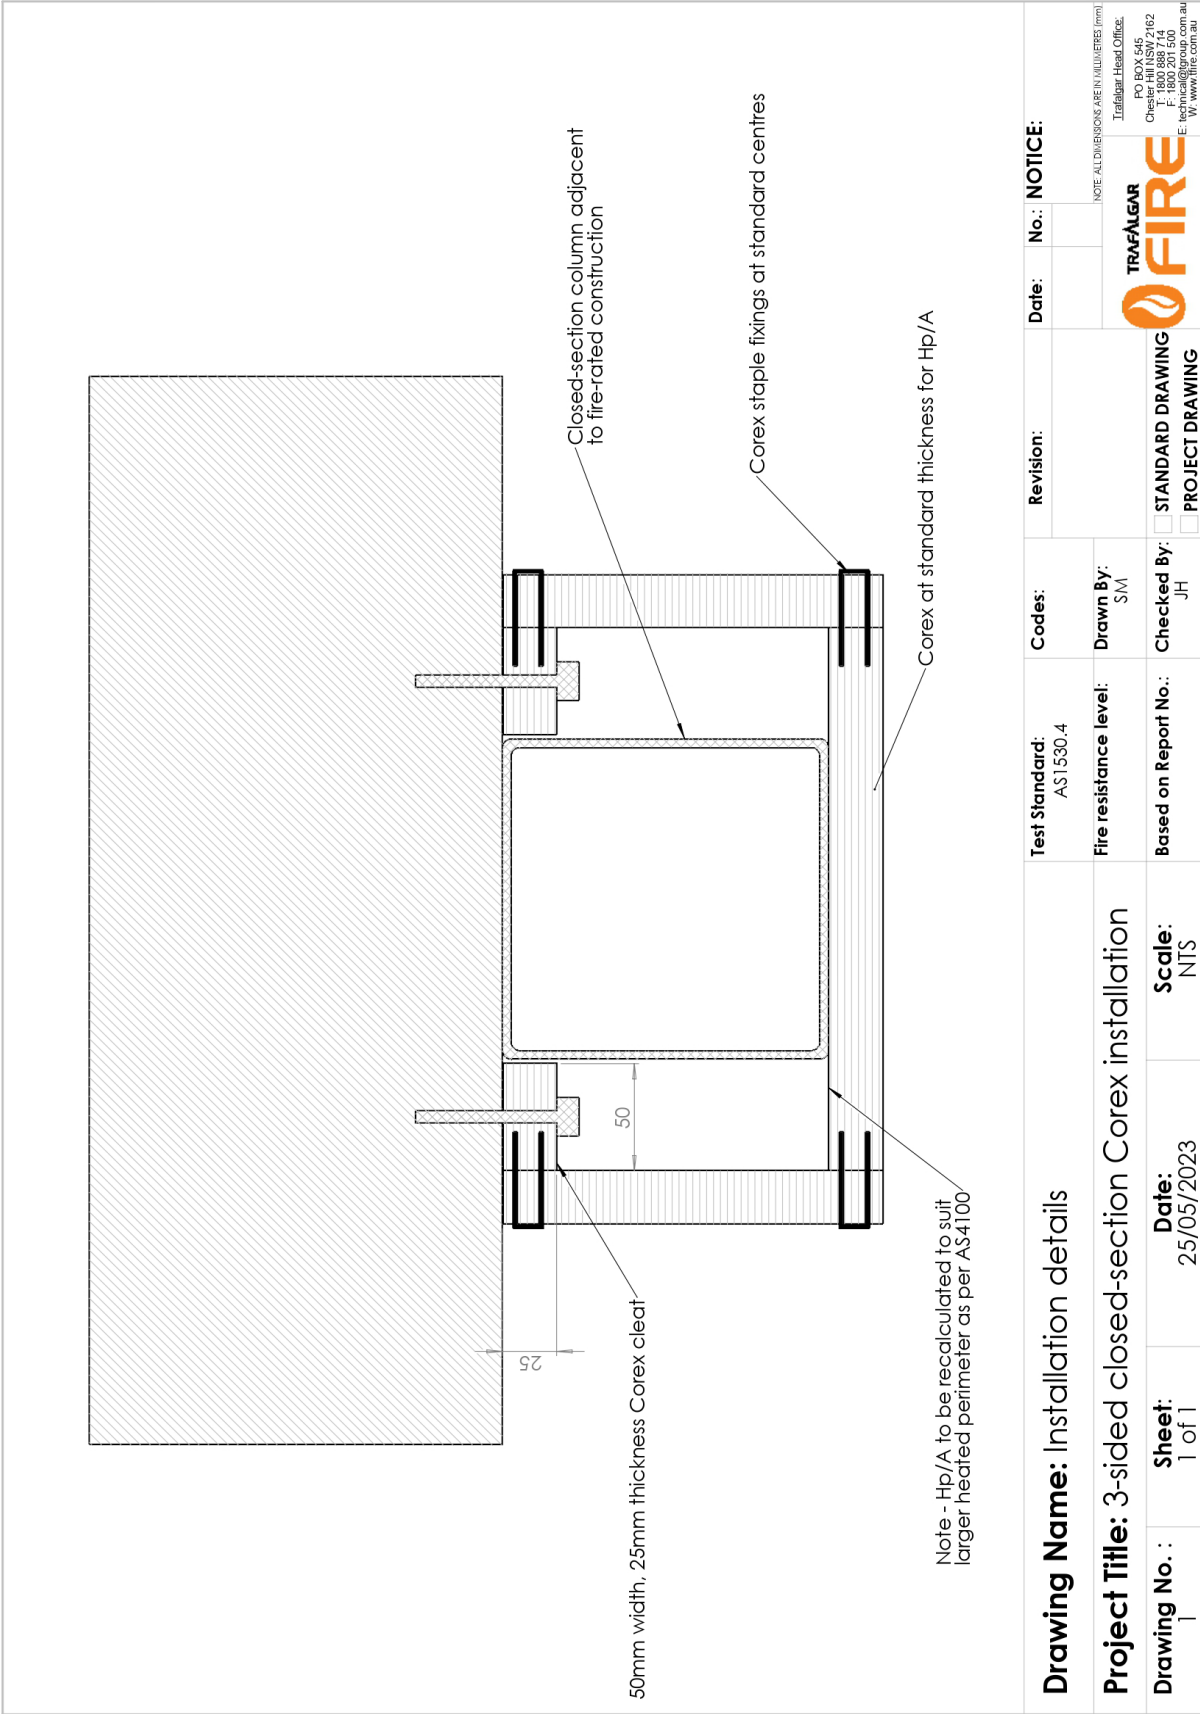 Closed-section column adjacent
to fire-rated construction
Corex staple fixings at standard centres
Corex at standard thickness for Hp/A
50
25
50mm width, 25mm thickness Corex cleat
Note - Hp/A to be recalculated to suit
larger heated perimeter as per AS4100
Drawing Name: Installation details
Project Title: 3-sided closed-section Corex installation
Drawing No. :
1
Sheet:
1 of 1
Date:
25/05/2023
Scale:
NTS
Test Standard:
AS1530.4
Codes:
Fire resistance level:
Drawn By:
SM
Based on Report No.:
Checked By:
JH
Revision:
Date:
No.:
NOTICE:
STANDARD DRAWING
PROJECT DRAWING
NOTE: ALL DIMENSIONS ARE IN MILLIMETRES (mm)
TRAFALGAR
FIRE
Trafalgar Head Office:
PO BOX 545
Chester Hill NSW 2162
T: 1800 888 714
F: 1800 201 500
E: technical@tgroup.com.au
W: www.tfire.com.au